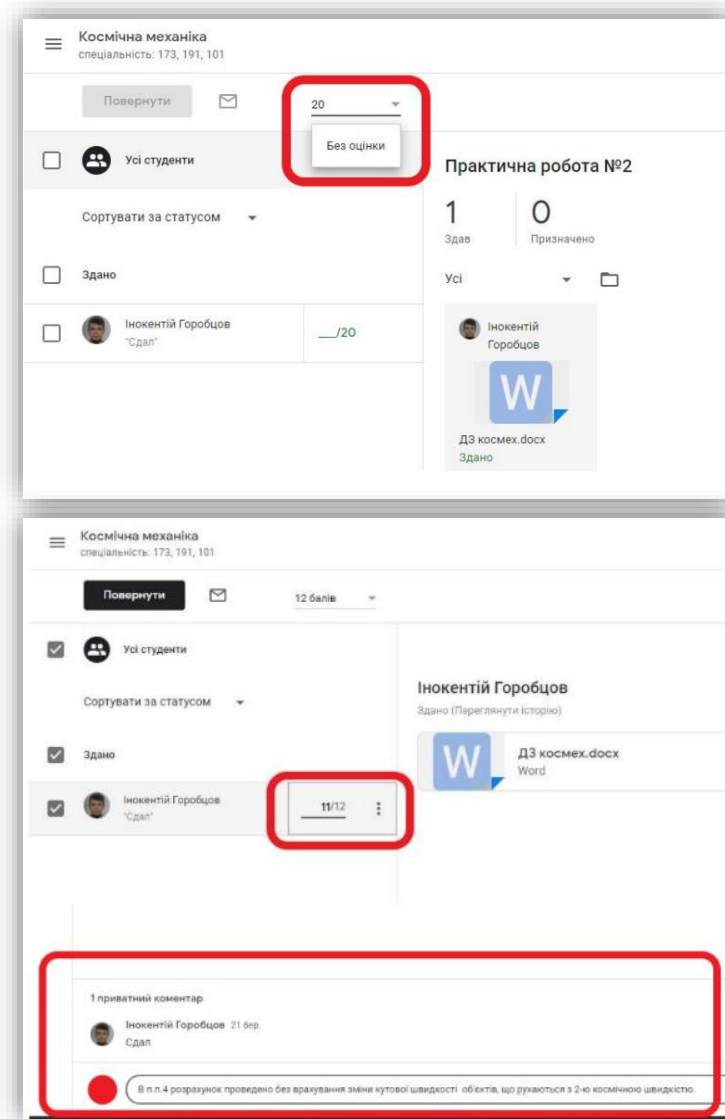 Космічна механіка
спеціальність: 173, 191, 101
Повернути
20
Без оцінки
Усі студенти
Сортувати за статусом
Здано
Інокентій Горобцов
"Сдал"
__/20
Практична робота №2
1
0
Здав
Призначено
Усі
Інокентій
Горобцов
W
ДЗ космех.docx
Здано
Космічна механіка
спеціальність: 173, 191, 101
Повернути
12 балів
Усі студенти
Сортувати за статусом
Здано
Інокентій Горобцов
"Сдал"
11/12
Інокентій Горобцов
Здано (Переглянути історію)
W
ДЗ космех.docx
Word
1 приватний коментар
Інокентій Горобцов 21 бер.
Сдал
В п.п.4 розрахунок проведено без врахування зміни кутової швидкості об'єктів, що рухаються з 2-ю космічною швидкістю.